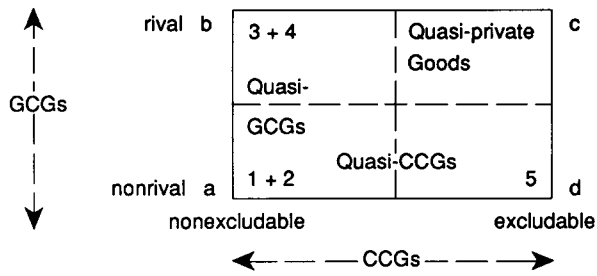 rival b 3 + 4 Quasi-private c
Goods
Quasi-
GCGs
GCGs
Quasi-CCGs
nonrival a 1 + 2 5 d
nonexcludable excludable
CCGs